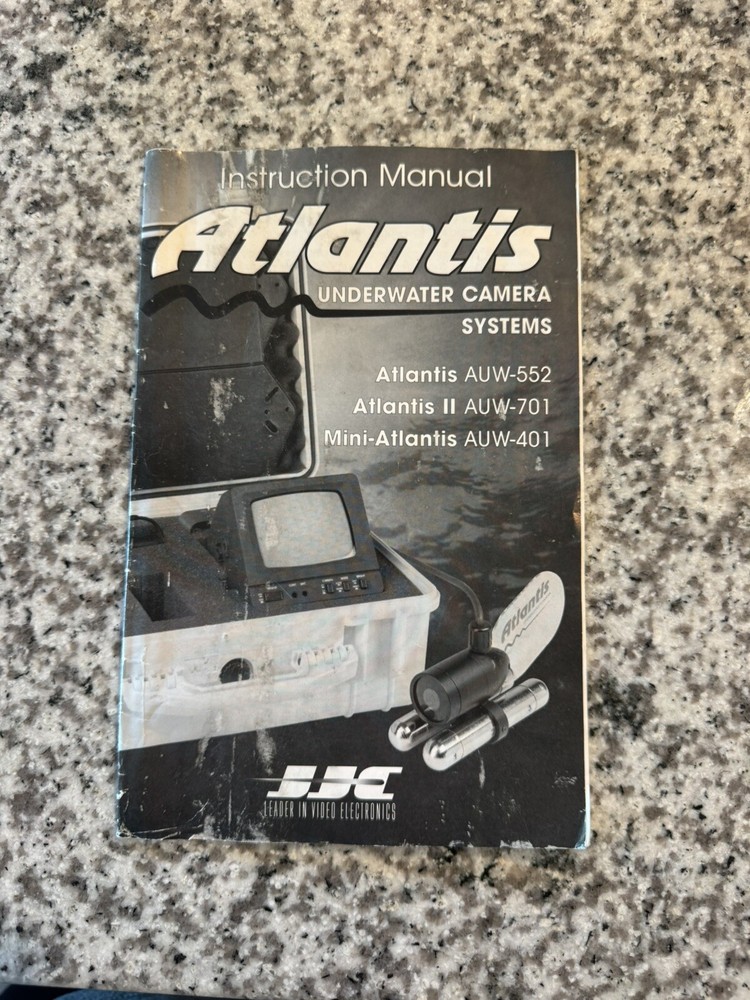 Instruction Manual
Atlantis
UNDERWATER CAMERA
SYSTEMS
Atlantis AUW-552
Atlantis II AUW-701
Mini-Atlantis AUW-401
Atlantis
JJC
LEADER IN VIDEO ELECTRONICS